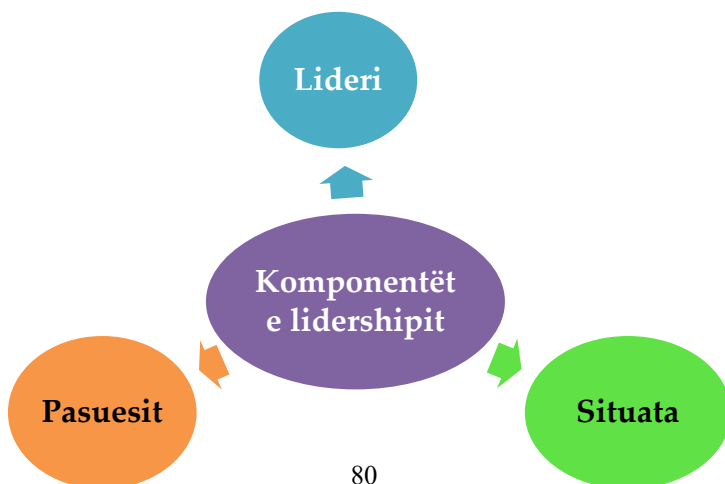 Lideri
Komponentët
e lidershipit
Pasuesit
Situata
80